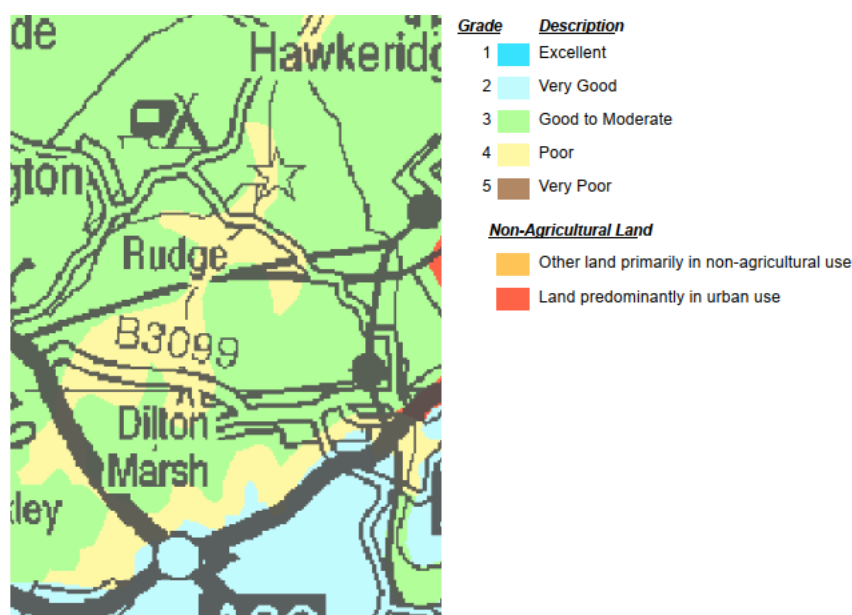 de
Hawkeridg
gton
Rudge
B3099
Dilton
Marsh
kley
Grade Description
1 Excellent
2 Very Good
3 Good to Moderate
4 Poor
5 Very Poor
Non-Agricultural Land
Other land primarily in non-agricultural use
Land predominantly in urban use